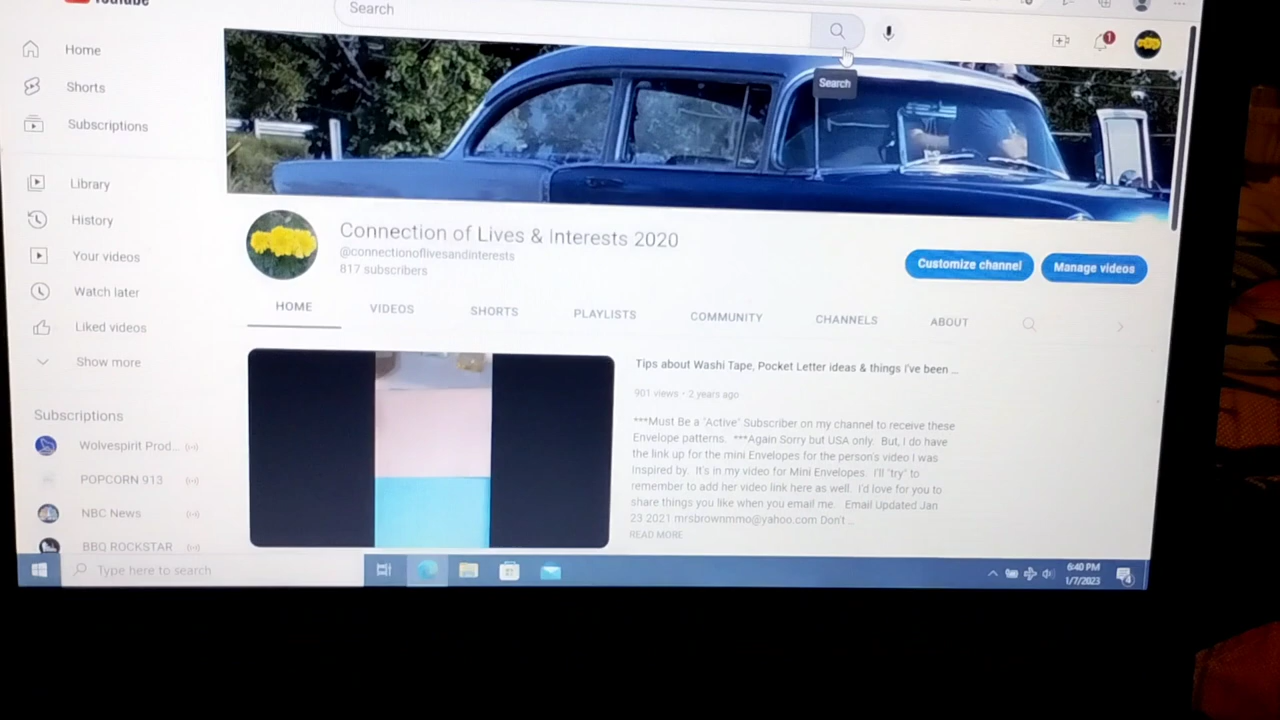 YouTube
Search
1
Home
Shorts
Subscriptions
Search
Library
History
Your videos
Watch later
Liked videos
Show more
Connection of Lives & Interests 2020
@connectionoflivesandinterests
817 subscribers
Customize channel
Manage videos
HOME VIDEOS SHORTS PLAYLISTS COMMUNITY CHANNELS ABOUT
Tips about Washi Tape, Pocket Letter ideas & things i've been ...
901 views • 2 years ago
***Must Be a "Active" Subscriber on my channel to receive these
Envelope patterns. ***Again Sorry but USA only. But, I do have
the link up for the mini Envelopes for the person's video I was
Inspired by. It's in my video for Mini Envelopes. I'll "try" to
remember to add her video link here as well. I'd love for you to
share things you like when you email me. Email Updated Jan
23 2021 mrsbrownmmo@yahoo.com Don't ...
READ MORE
Subscriptions
Wolvespirit Prod...
POPCORN 913
NBC News
BBQ ROCKSTAR
Type here to search
6:40 PM
1/7/2023
4